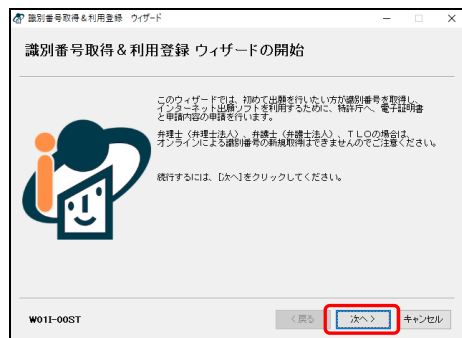 識別番号取得&利用登録 ウィザード
識別番号取得&利用登録 ウィザードの開始
このウィザードでは、初めて出願を行いたい方が識別番号を取得し、
インターネット出願ソフトを利用するために、特許庁へ、電子証明書
と申請内容の申請を行います。
弁理士(弁理士法人)、弁護士(弁護士法人)、TLOの場合は、
オンラインによる識別番号の新規取得はできませんのでご注意ください。
続行するには、[次へ]をクリックしてください。
W01I-00ST
<戻る 次へ> キャンセル